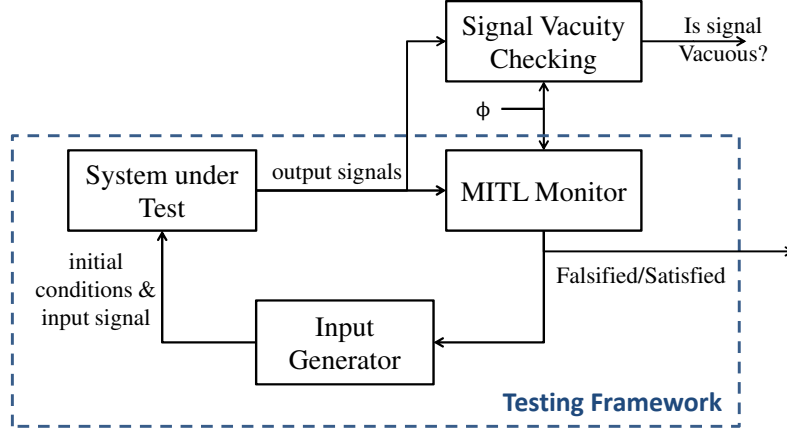 Signal Vacuity
Checking
Is signal
Vacuous?
ϕ
System under
Test
output signals
MITL Monitor
initial
conditions &
input signal
Falsified/Satisfied
Input
Generator
Testing Framework